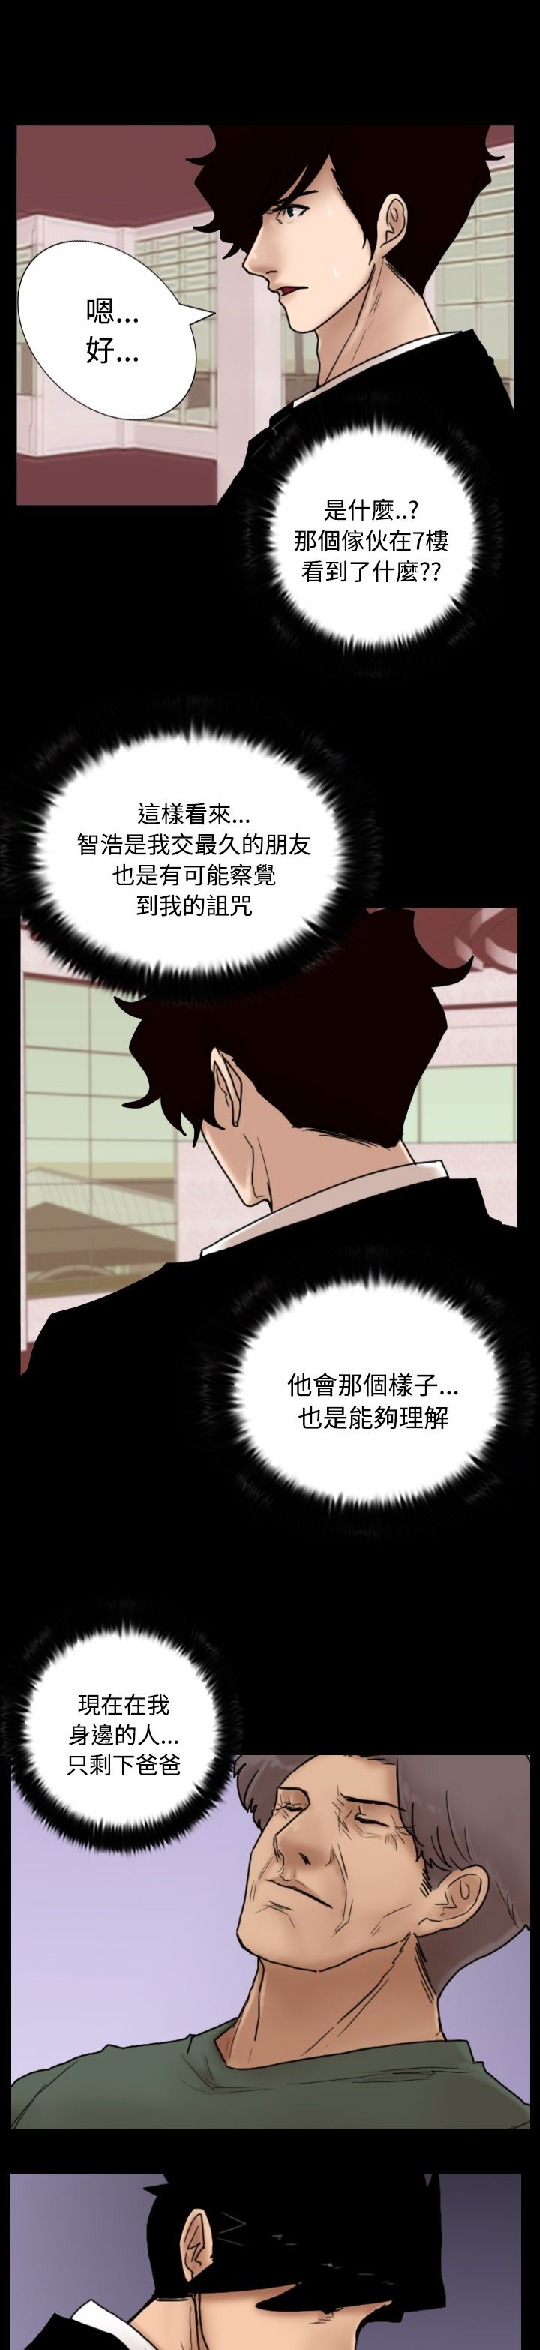 嗯...
好...
是什麼..?
那個傢伙在7樓
看到了什麼??
這樣看來...
智浩是我交最久的朋友
也是有可能察覺
到我的詛咒
他會那個樣子...
也是能夠理解
現在在我
身邊的人...
只剩下爸爸